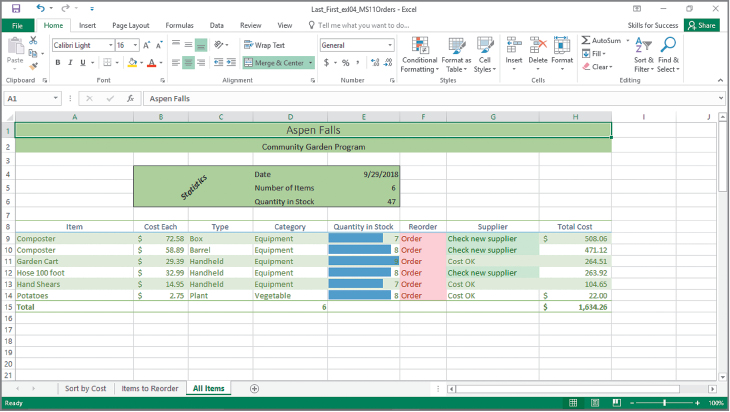 Last_First_ed04_MS11Orders - Excel
File Home Insert Page Layout Formulas Data Review View Tell me what you want to do... Skills for Success Share
Calibri Light 16 A A Wrap Text General AutoSum
Paste Conditional Formatting Format as Table Cell Styles Insert Delete Format Fill Sort & Filter Find & Select
B I U A Merge & Center $ % , Clear
Clipboard Font Alignment Number Styles Cells Editing
A1 fx Aspen Falls
A B C D E F G H I J
1 Aspen Falls
2 Community Garden Program
3
4 Statistics Date 9/29/2018
5 Number of Items 6
6 Quantity in Stock 47
7
8 Item Cost Each Type Category Quantity in Stock Reorder Supplier Total Cost
9 Composter $ 72.58 Box Equipment 7 Order Check new supplier $ 508.06
10 Composter $ 58.89 Barrel Equipment 8 Order Check new supplier 471.12
11 Garden Cart $ 29.39 Handheld Equipment Order Cost OK 264.51
12 Hose 100 foot $ 32.99 Handheld Equipment 8 Order Check new supplier 263.92
13 Hand Shears $ 14.95 Handheld Equipment 7 Order Cost OK 104.65
14 Potatoes $ 2.75 Plant Vegetable 8 Order Cost OK $ 22.00
15 Total 6 $ 1,634.26
16
17
18
19
20
21
Sort by Cost Items to Reorder All Items
Ready 100%